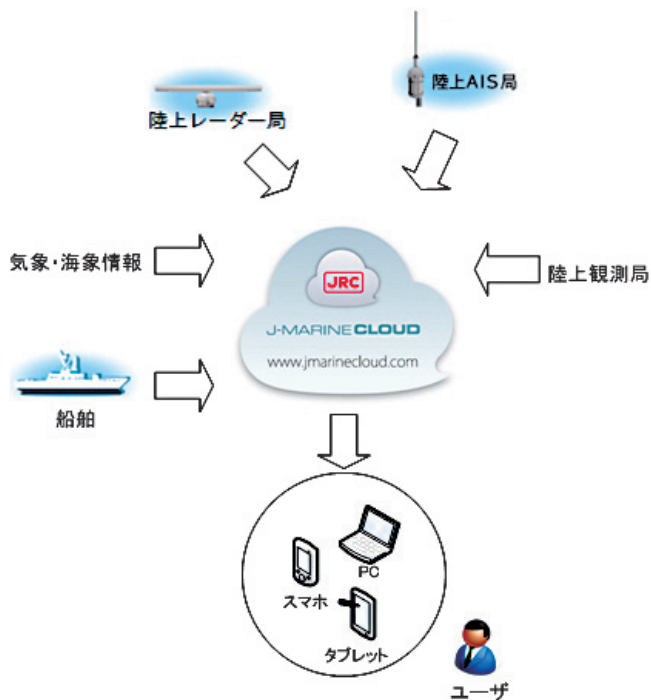 陸上レーダー局
陸上AIS局
気象・海象情報
陸上観測局
JRC
J-MARINE CLOUD
www.jmarinecloud.com
船舶
PC
スマホ
タブレット
ユーザ